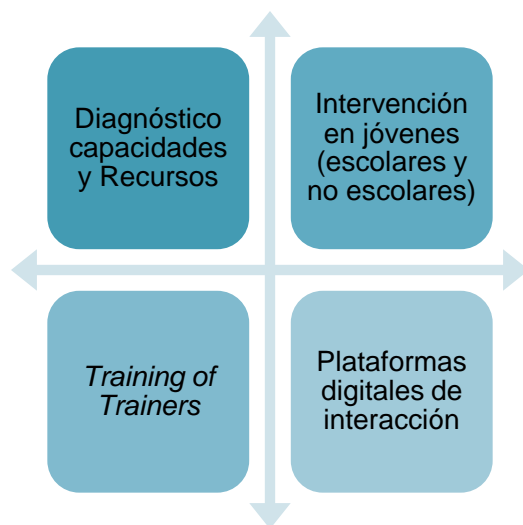 Diagnóstico
capacidades
y Recursos
Intervención
en jóvenes
(escolares y
no escolares)
Training of
Trainers
Plataformas
digitales de
interacción